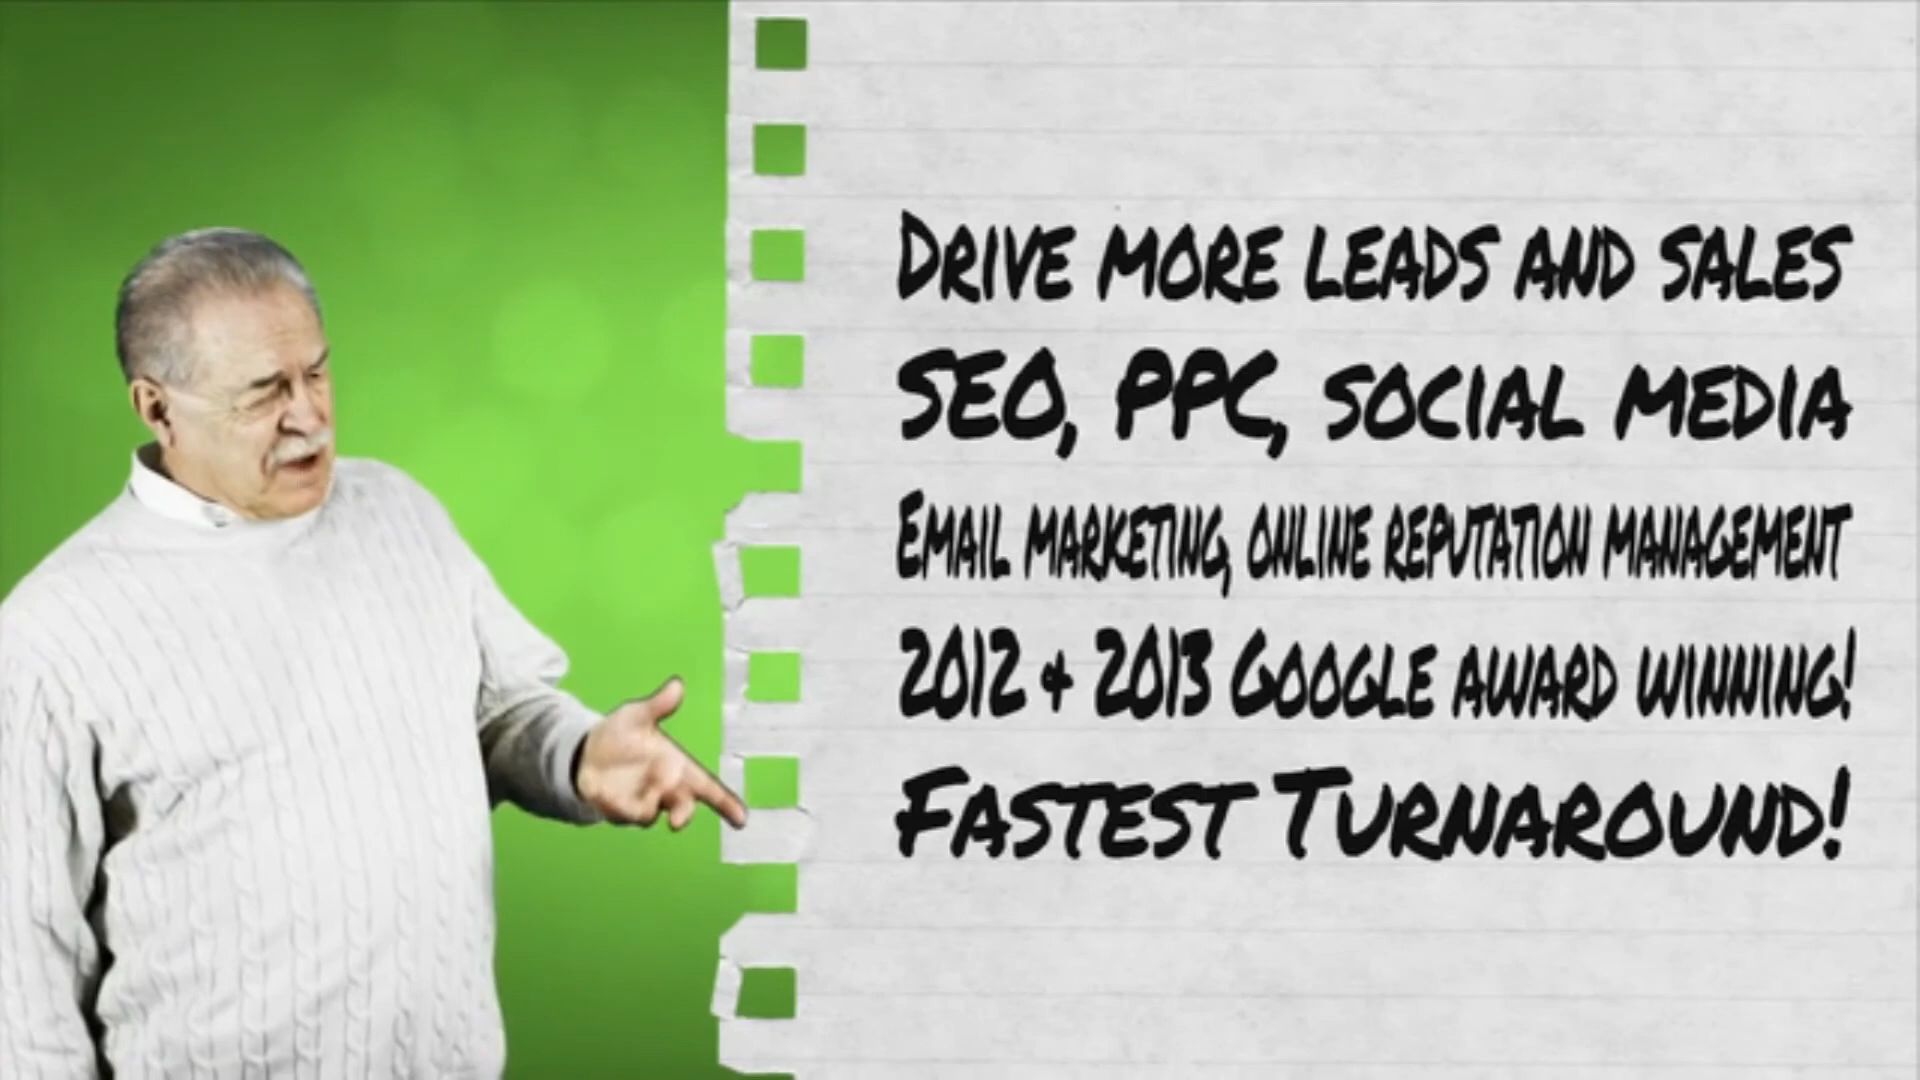 Drive more leads and sales
SEO, PPC, social media
Email marketing, online reputation management
2012 & 2013 Google award winning!
Fastest Turnaround!